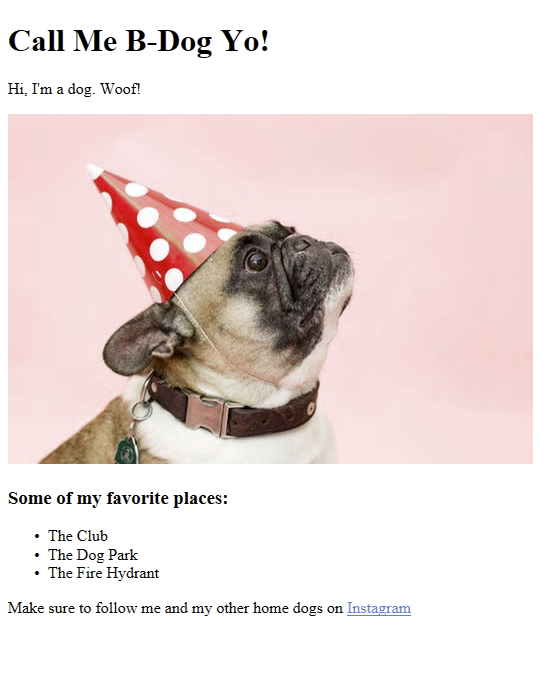 Call Me B-Dog Yo!
Hi, I'm a dog. Woof!
Some of my favorite places:
• The Club
• The Dog Park
• The Fire Hydrant
Make sure to follow me and my other home dogs on Instagram